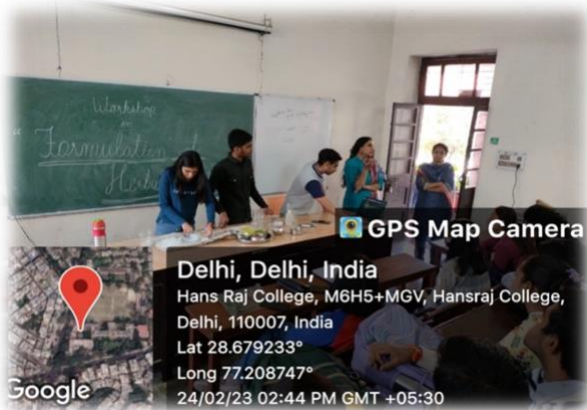 Workshop
on
Formulation
Herba
GPS Map Camera
Delhi, Delhi, India
Hans Raj College, M6H5+MGV, Hansraj College,
Delhi, 110007, India
Lat 28.679233°
Long 77.208747°
24/02/23 02:44 PM GMT +05:30
Google